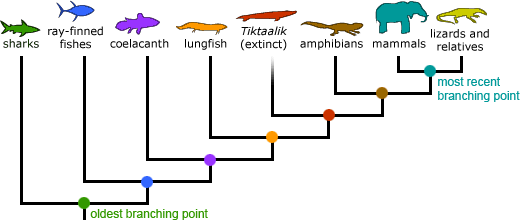 sharks
ray-finned
fishes
coelacanth
lungfish
Tiktaalik
(extinct)
amphibians
mammals
lizards and
relatives
most recent
branching point
oldest branching point